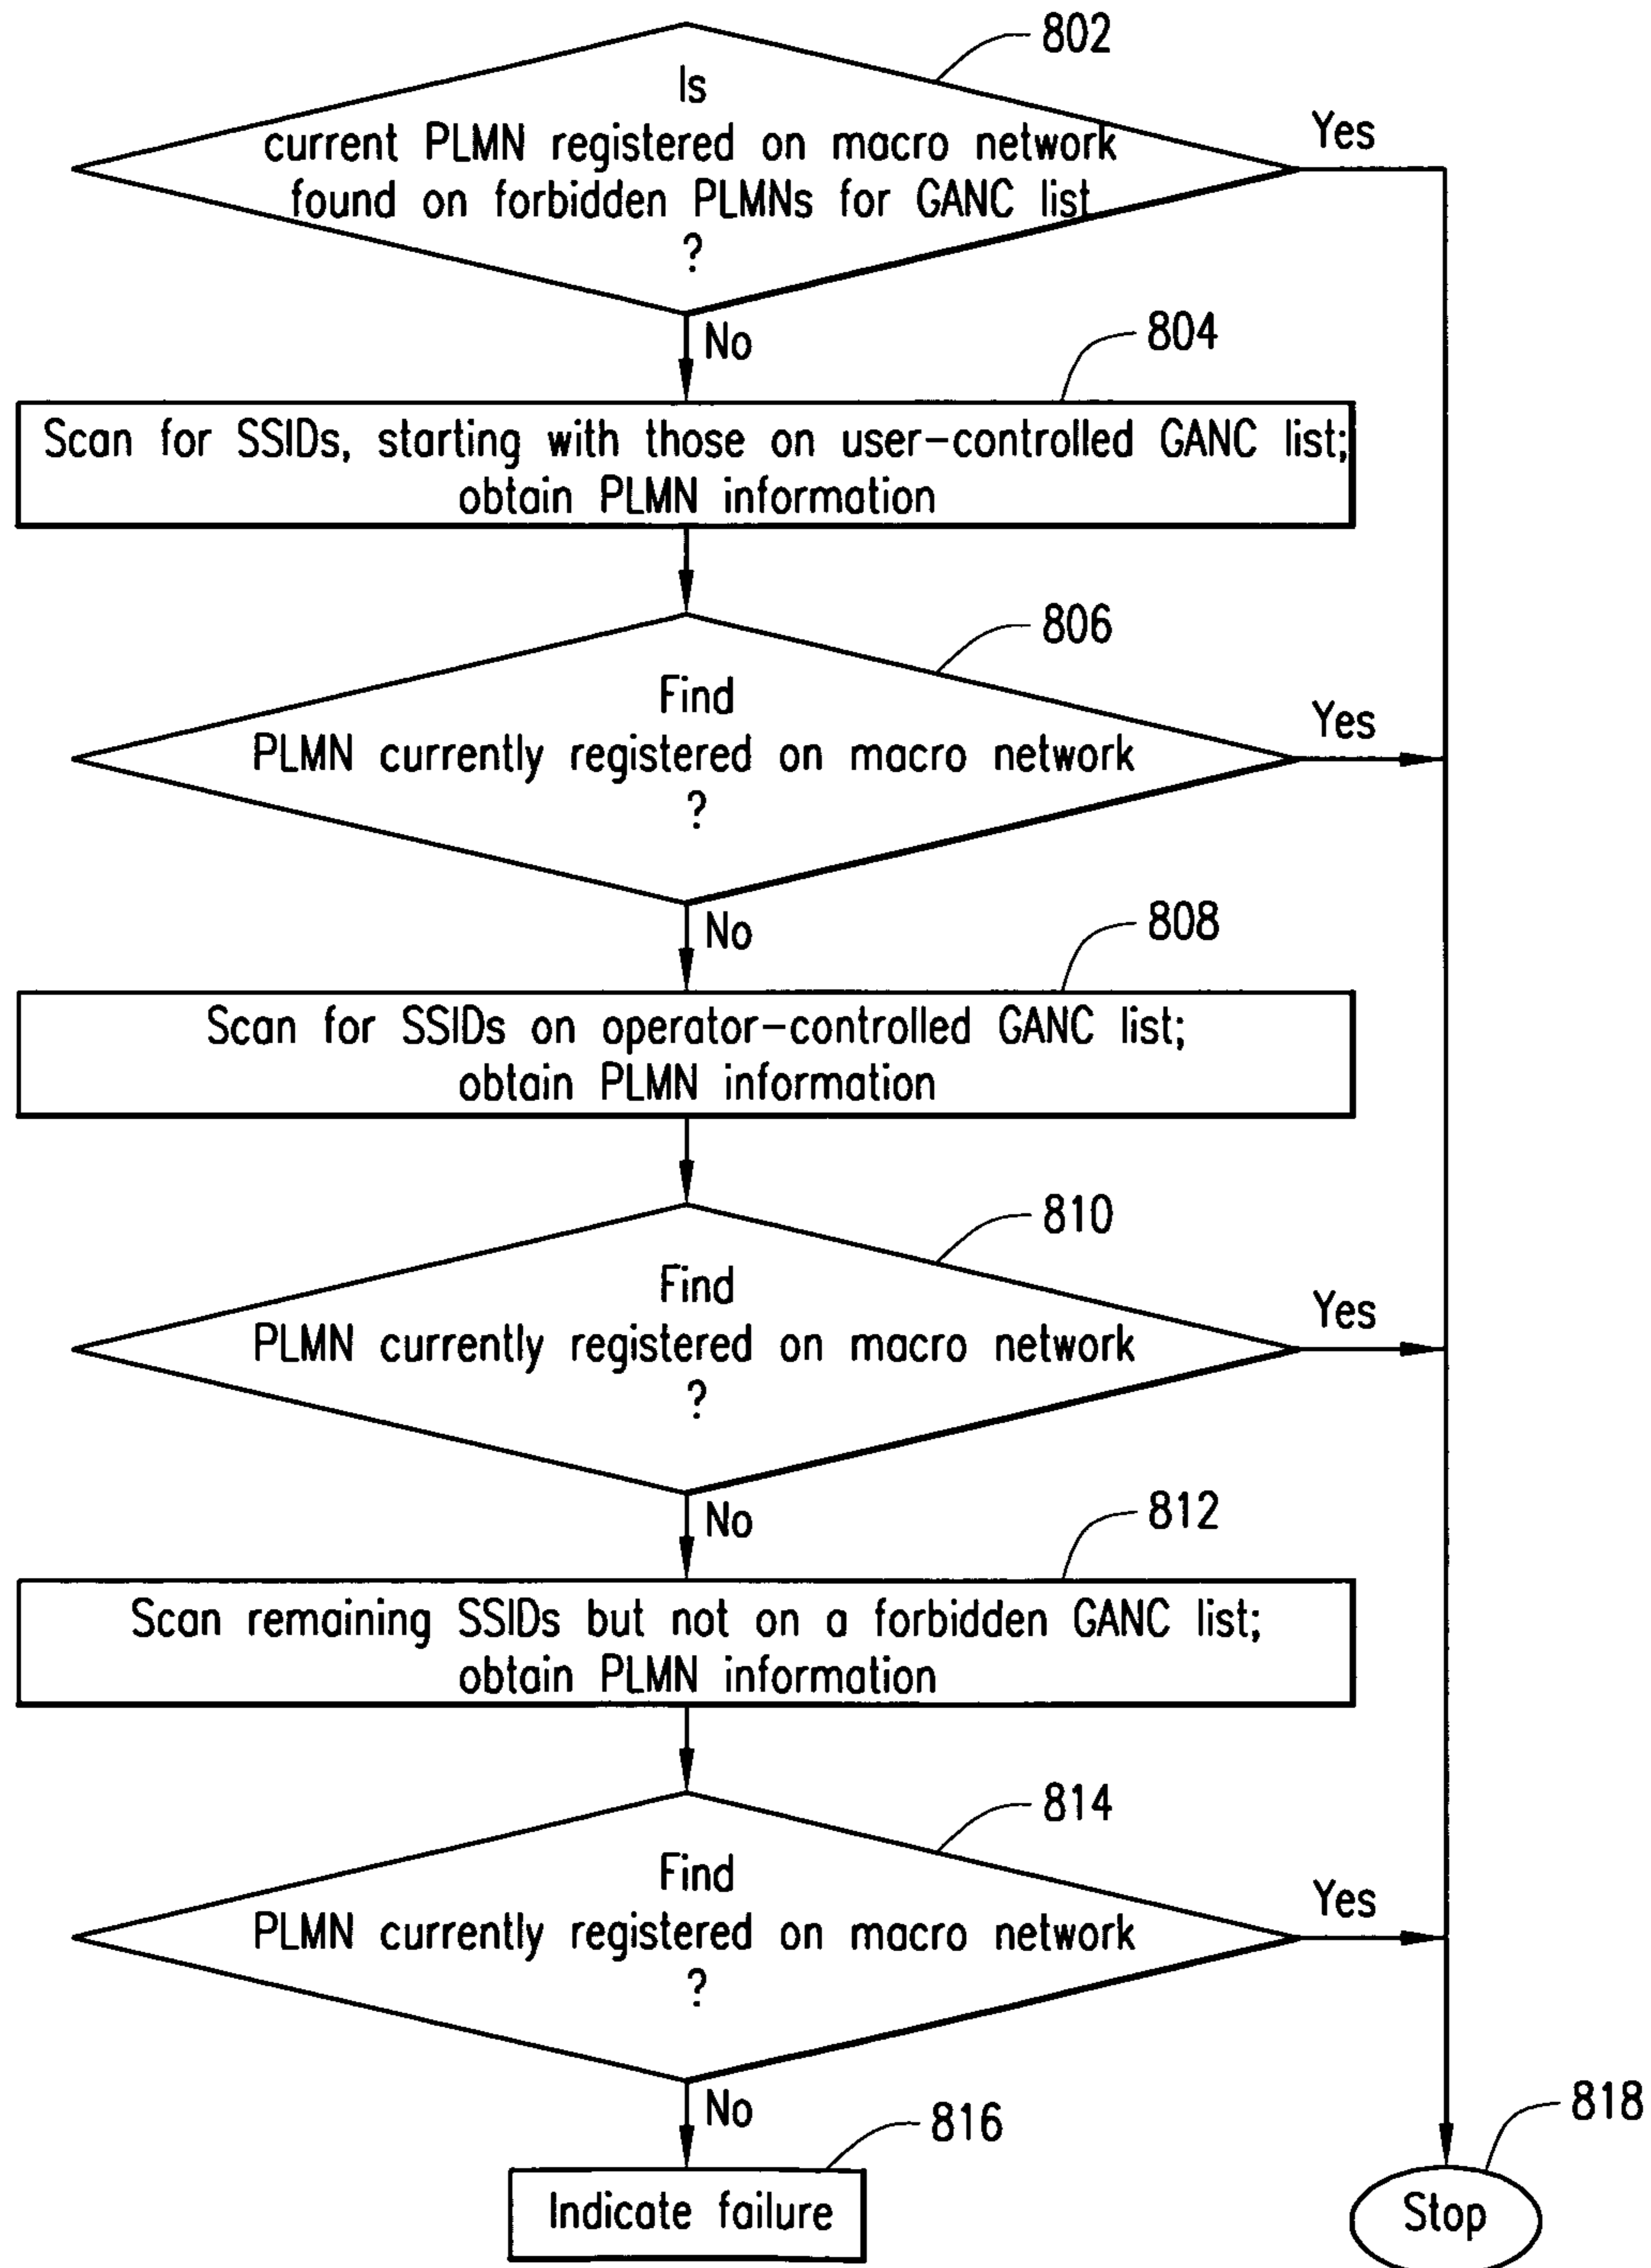 802
Is
current PLMN registered on macro network
found on forbidden PLMNs for GANC list
?
Yes
No
804
Scan for SSIDs, starting with those on user-controlled GANC list;
obtain PLMN information
806
Find
PLMN currently registered on macro network
?
Yes
No
808
Scan for SSIDs on operator-controlled GANC list;
obtain PLMN information
810
Find
PLMN currently registered on macro network
?
Yes
No
812
Scan remaining SSIDs but not on a forbidden GANC list;
obtain PLMN information
814
Find
PLMN currently registered on macro network
?
Yes
No
816
Indicate failure
818
Stop